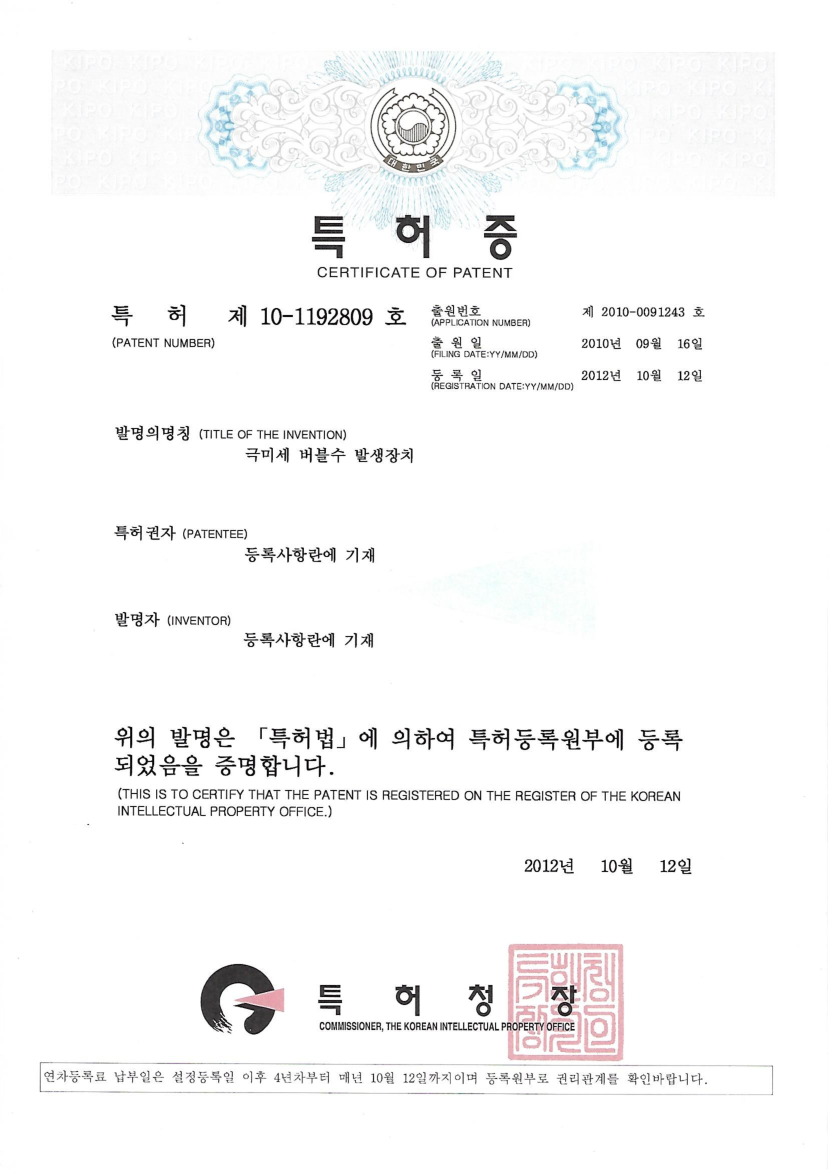 대한민국
특 허 증
CERTIFICATE OF PATENT
특 허 제 10-1192809 호
(PATENT NUMBER)
출원번호 제 2010-0091243 호
(APPLICATION NUMBER)
출 원 일 2010년 09월 16일
(FILING DATE:YY/MM/DD)
등 록 일 2012년 10월 12일
(REGISTRATION DATE:YY/MM/DD)
발명의명칭 (TITLE OF THE INVENTION)
극미세 버블수 발생장치
특허권자 (PATENTEE)
등록사항란에 기재
발명자 (INVENTOR)
등록사항란에 기재
위의 발명은 「특허법」에 의하여 특허등록원부에 등록
되었음을 증명합니다.
(THIS IS TO CERTIFY THAT THE PATENT IS REGISTERED ON THE REGISTER OF THE KOREAN
INTELLECTUAL PROPERTY OFFICE.)
2012년 10월 12일
특 허 청 장
COMMISSIONER, THE KOREAN INTELLECTUAL PROPERTY OFFICE
연차등록료 납부일은 설정등록일 이후 4년차부터 매년 10월 12일까지이며 등록원부로 권리관계를 확인바랍니다.